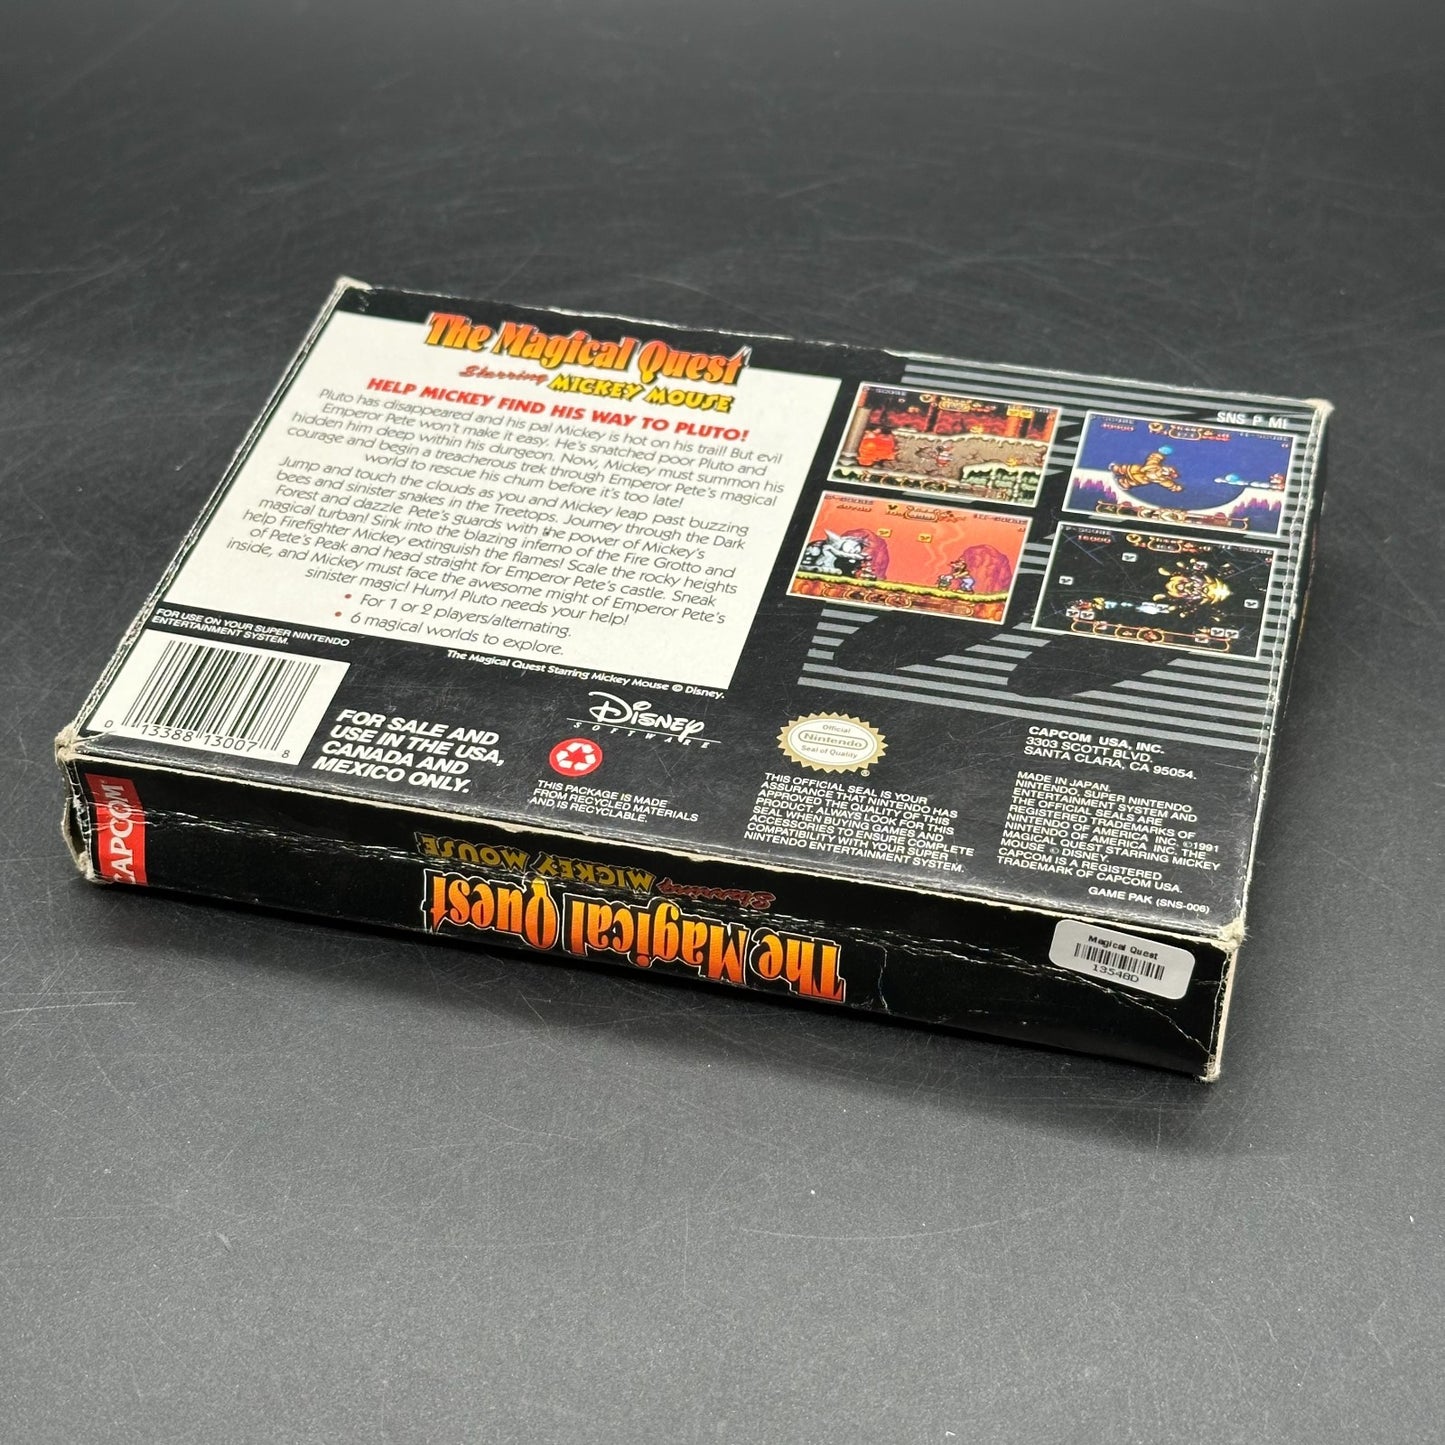 The Magical Quest
Starring MICKEY MOUSE
HELP MICKEY FIND HIS WAY TO PLUTO!
Pluto has disappeared and his pal Mickey is hot on his trail! But evil
Emperor Pete won't make it easy. He's snatched poor Pluto and
hidden him deep within his dungeon. Now, Mickey must summon his
courage and begin a treacherous trek through Emperor Pete's magical
world to rescue his chum before it's too late!
Jump and touch the clouds as you and Mickey leap past buzzing
bees and sinister snakes in the Treetops. Journey through the Dark
Forest and dazzle Pete's guards with the power of Mickey's
magical turban! Sink into the blazing inferno of the Fire Grotto and
help Firefighter Mickey extinguish the flames! Scale the rocky heights
of Pete's Peak and head straight for Emperor Pete's castle. Sneak
inside, and Mickey must face the awesome might of Emperor Pete's
sinister magic! Hurry! Pluto needs your help!
• For 1 or 2 players/alternating.
• 6 magical worlds to explore.
The Magical Quest Starring Mickey Mouse © Disney.
FOR USE ON YOUR SUPER NINTENDO
ENTERTAINMENT SYSTEM.
0 13388 13007 8
FOR SALE AND
USE IN THE USA,
CANADA AND
MEXICO ONLY.
DISNEY
SOFTWARE
THIS PACKAGE IS MADE
FROM RECYCLED MATERIALS
AND IS RECYCLABLE.
SNS P MI
Official
Nintendo
Seal of Quality
THIS OFFICIAL SEAL IS YOUR
ASSURANCE THAT NINTENDO HAS
APPROVED THE QUALITY OF THIS
PRODUCT. ALWAYS LOOK FOR THIS
SEAL WHEN BUYING GAMES AND
ACCESSORIES TO ENSURE COMPLETE
COMPATIBILITY WITH YOUR SUPER
NINTENDO ENTERTAINMENT SYSTEM.
CAPCOM USA, INC.
3303 SCOTT BLVD.
SANTA CLARA, CA 95054.
MADE IN JAPAN.
NINTENDO, SUPER NINTENDO
ENTERTAINMENT SYSTEM AND
THE OFFICIAL SEALS ARE
REGISTERED TRADEMARKS OF
NINTENDO OF AMERICA INC. ©1991
NINTENDO OF AMERICA INC. THE
MAGICAL QUEST STARRING MICKEY
MOUSE © DISNEY.
CAPCOM IS A REGISTERED
TRADEMARK OF CAPCOM USA.
GAME PAK (SNS-006)
CAPCOM
The Magical Quest
Starring MICKEY MOUSE
Magical Quest
13548D